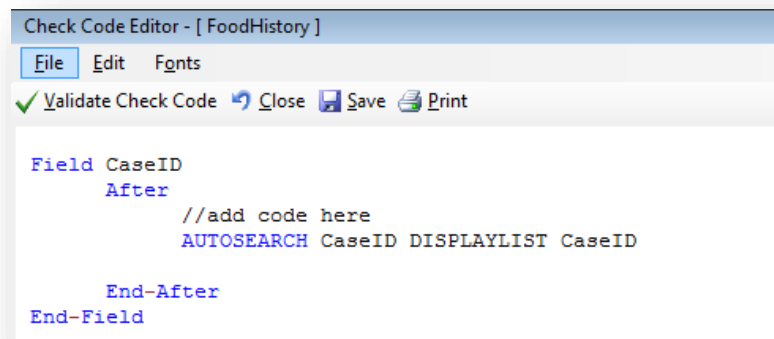 Check Code Editor - [ FoodHistory ]
File Edit Fonts
Validate Check Code Close Save Print
Field CaseID
After
//add code here
AUTOSEARCH CaseID DISPLAYLIST CaseID
End-After
End-Field